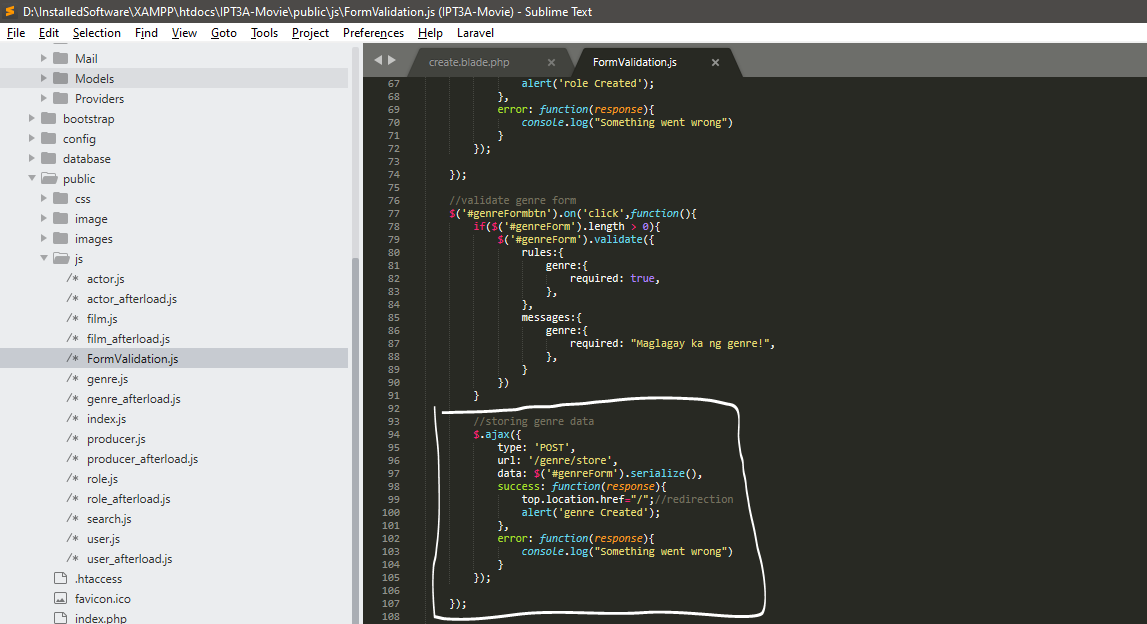 D:\InstalledSoftware\XAMPP\htdocs\IPT3A-Movie\public\js\FormValidation.js (IPT3A-Movie) - Sublime Text
File Edit Selection Find View Goto Tools Project Preferences Help Laravel
Mail
Models
Providers
bootstrap
config
database
public
css
image
images
js
/* actor.js
/* actor_afterload.js
/* film.js
/* film_afterload.js
/* FormValidation.js
/* genre.js
/* genre_afterload.js
/* index.js
/* producer.js
/* producer_afterload.js
/* role.js
/* role_afterload.js
/* search.js
/* user.js
/* user_afterload.js
.htaccess
favicon.ico
index.php
create.blade.php × FormValidation.js ×
67 alert('role Created');
68 },
69 error: function(response){
70 console.log("Something went wrong")
71 }
72 });
73
74 });
75
76 //validate genre form
77 $('#genreFormbtn').on('click',function(){
78 if($('#genreForm').length > 0){
79 $('#genreForm').validate({
80 rules:{
81 genre:{
82 required: true,
83 },
84 },
85 messages:{
86 genre:{
87 required: "Maglagay ka ng genre!",
88 },
89 }
90 })
91 }
92
93 //storing genre data
94 $.ajax({
95 type: 'POST',
96 url: '/genre/store',
97 data: $('#genreForm').serialize(),
98 success: function(response){
99 top.location.href="/";//redirection
100 alert('genre Created');
101 },
102 error: function(response){
103 console.log("Something went wrong")
104 }
105 });
106
107 });
108